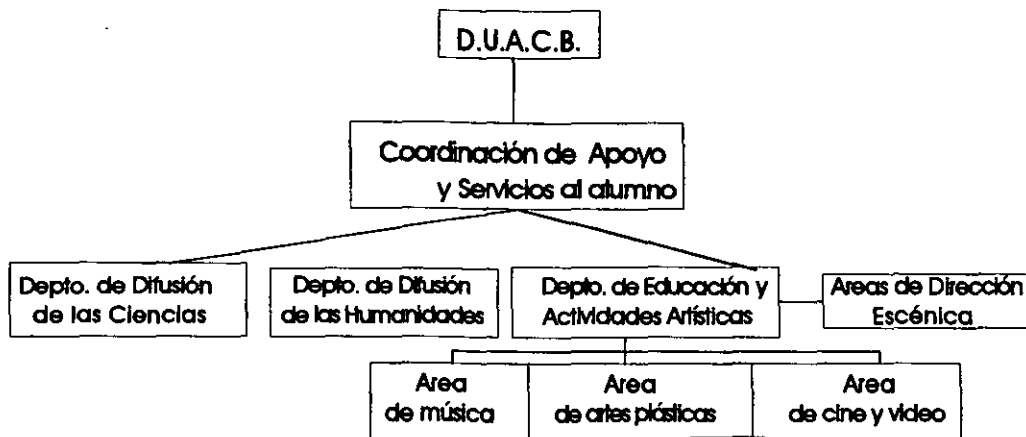 D.U.A.C.B.
Coordinación de Apoyo
y Servicios al alumno
Depto. de Difusión
de las Ciencias
Depto. de Difusión
de las Humanidades
Depto. de Educación y
Actividades Artísticas
Areas de Dirección
Escénica
Area
de música
Area
de artes plásticas
Area
de cine y video